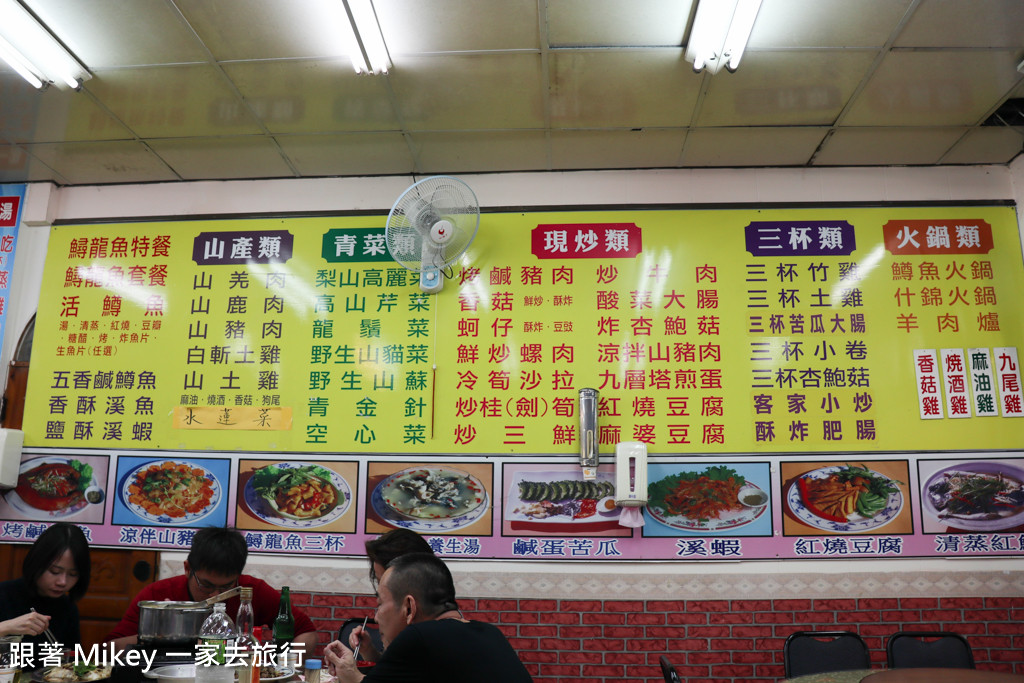 湯
鱘龍魚特餐
鱘龍魚套餐
活鱒魚
湯·清蒸·紅燒·豆瓣
·糖醋·烤·炸魚片·
生魚片(任選)
五香鹹鱒魚
香酥溪魚
鹽酥溪蝦
山產類
山羌肉
山鹿肉
山豬肉
白斬土雞
山土雞
麻油·燒酒·香菇·狗尾
水蓮菜
青菜類
梨山高麗菜
高山芹菜
龍鬚菜
野生山貓菜
野生山蘇
青金針
空心菜
現炒類
烤鹹豬肉
香菇 鮮炒·酥炸
蚵仔 酥炸·豆豉
鮮炒螺肉
冷筍沙拉
炒桂(劍)筍
炒三鮮
炒牛肉
酸菜大腸
炸杏鮑菇
涼拌山豬肉
九層塔煎蛋
紅燒豆腐
麻婆豆腐
三杯類
三杯竹雞
三杯土雞
三杯苦瓜大腸
三杯小卷
三杯杏鮑菇
客家小炒
酥炸肥腸
火鍋類
鱒魚火鍋
什錦火鍋
羊肉爐
香菇雞
燒酒雞
麻油雞
九尾雞
烤鹹
涼拌山豬
鱘龍魚三杯
養生湯
鹹蛋苦瓜
溪蝦
紅燒豆腐
清蒸紅
跟著 Mikey 一家去旅行